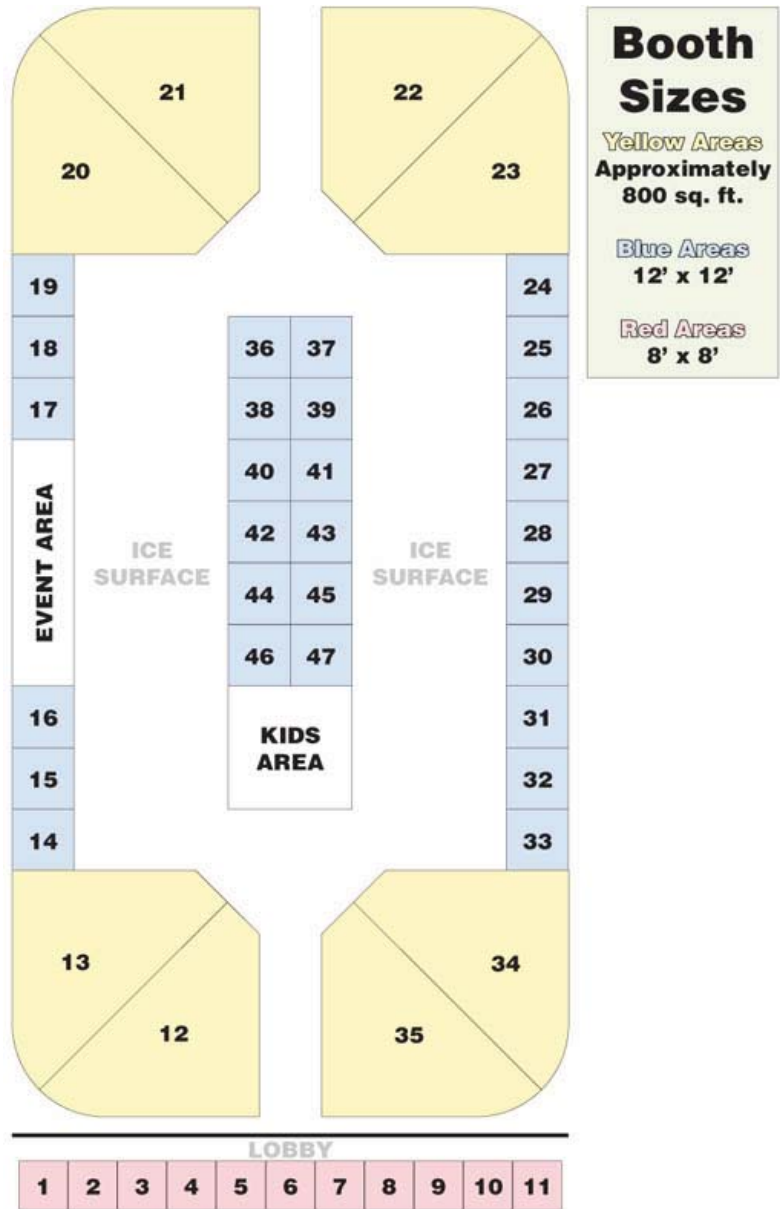 21
22
20
23
Booth
Sizes
Yellow Areas
Approximately
800 sq. ft.
Blue Areas
12’ x 12’
Red Areas
8’ x 8’
19
24
18
36 37
25
17
38 39
26
EVENT AREA
40 41
27
ICE
SURFACE
42 43
ICE
SURFACE
28
44 45
29
46 47
30
16
KIDS
AREA
31
15
32
14
33
13
34
12
35
LOBBY
1 2 3 4 5 6 7 8 9 10 11